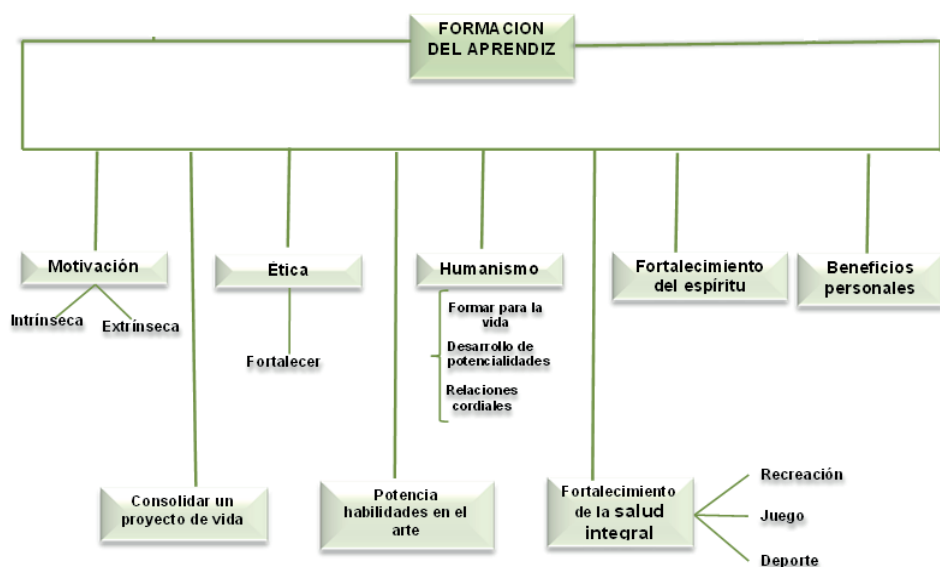 FORMACION
DEL APRENDIZ
Motivación
Intrínseca
Extrínseca
Ética
Fortalecer
Humanismo
Formar para la
vida
Desarrollo de
potencialidades
Relaciones
cordiales
Fortalecimiento
del espíritu
Beneficios
personales
Consolidar un
proyecto de vida
Potencia
habilidades en el
arte
Fortalecimiento
de la salud
integral
Recreación
Juego
Deporte